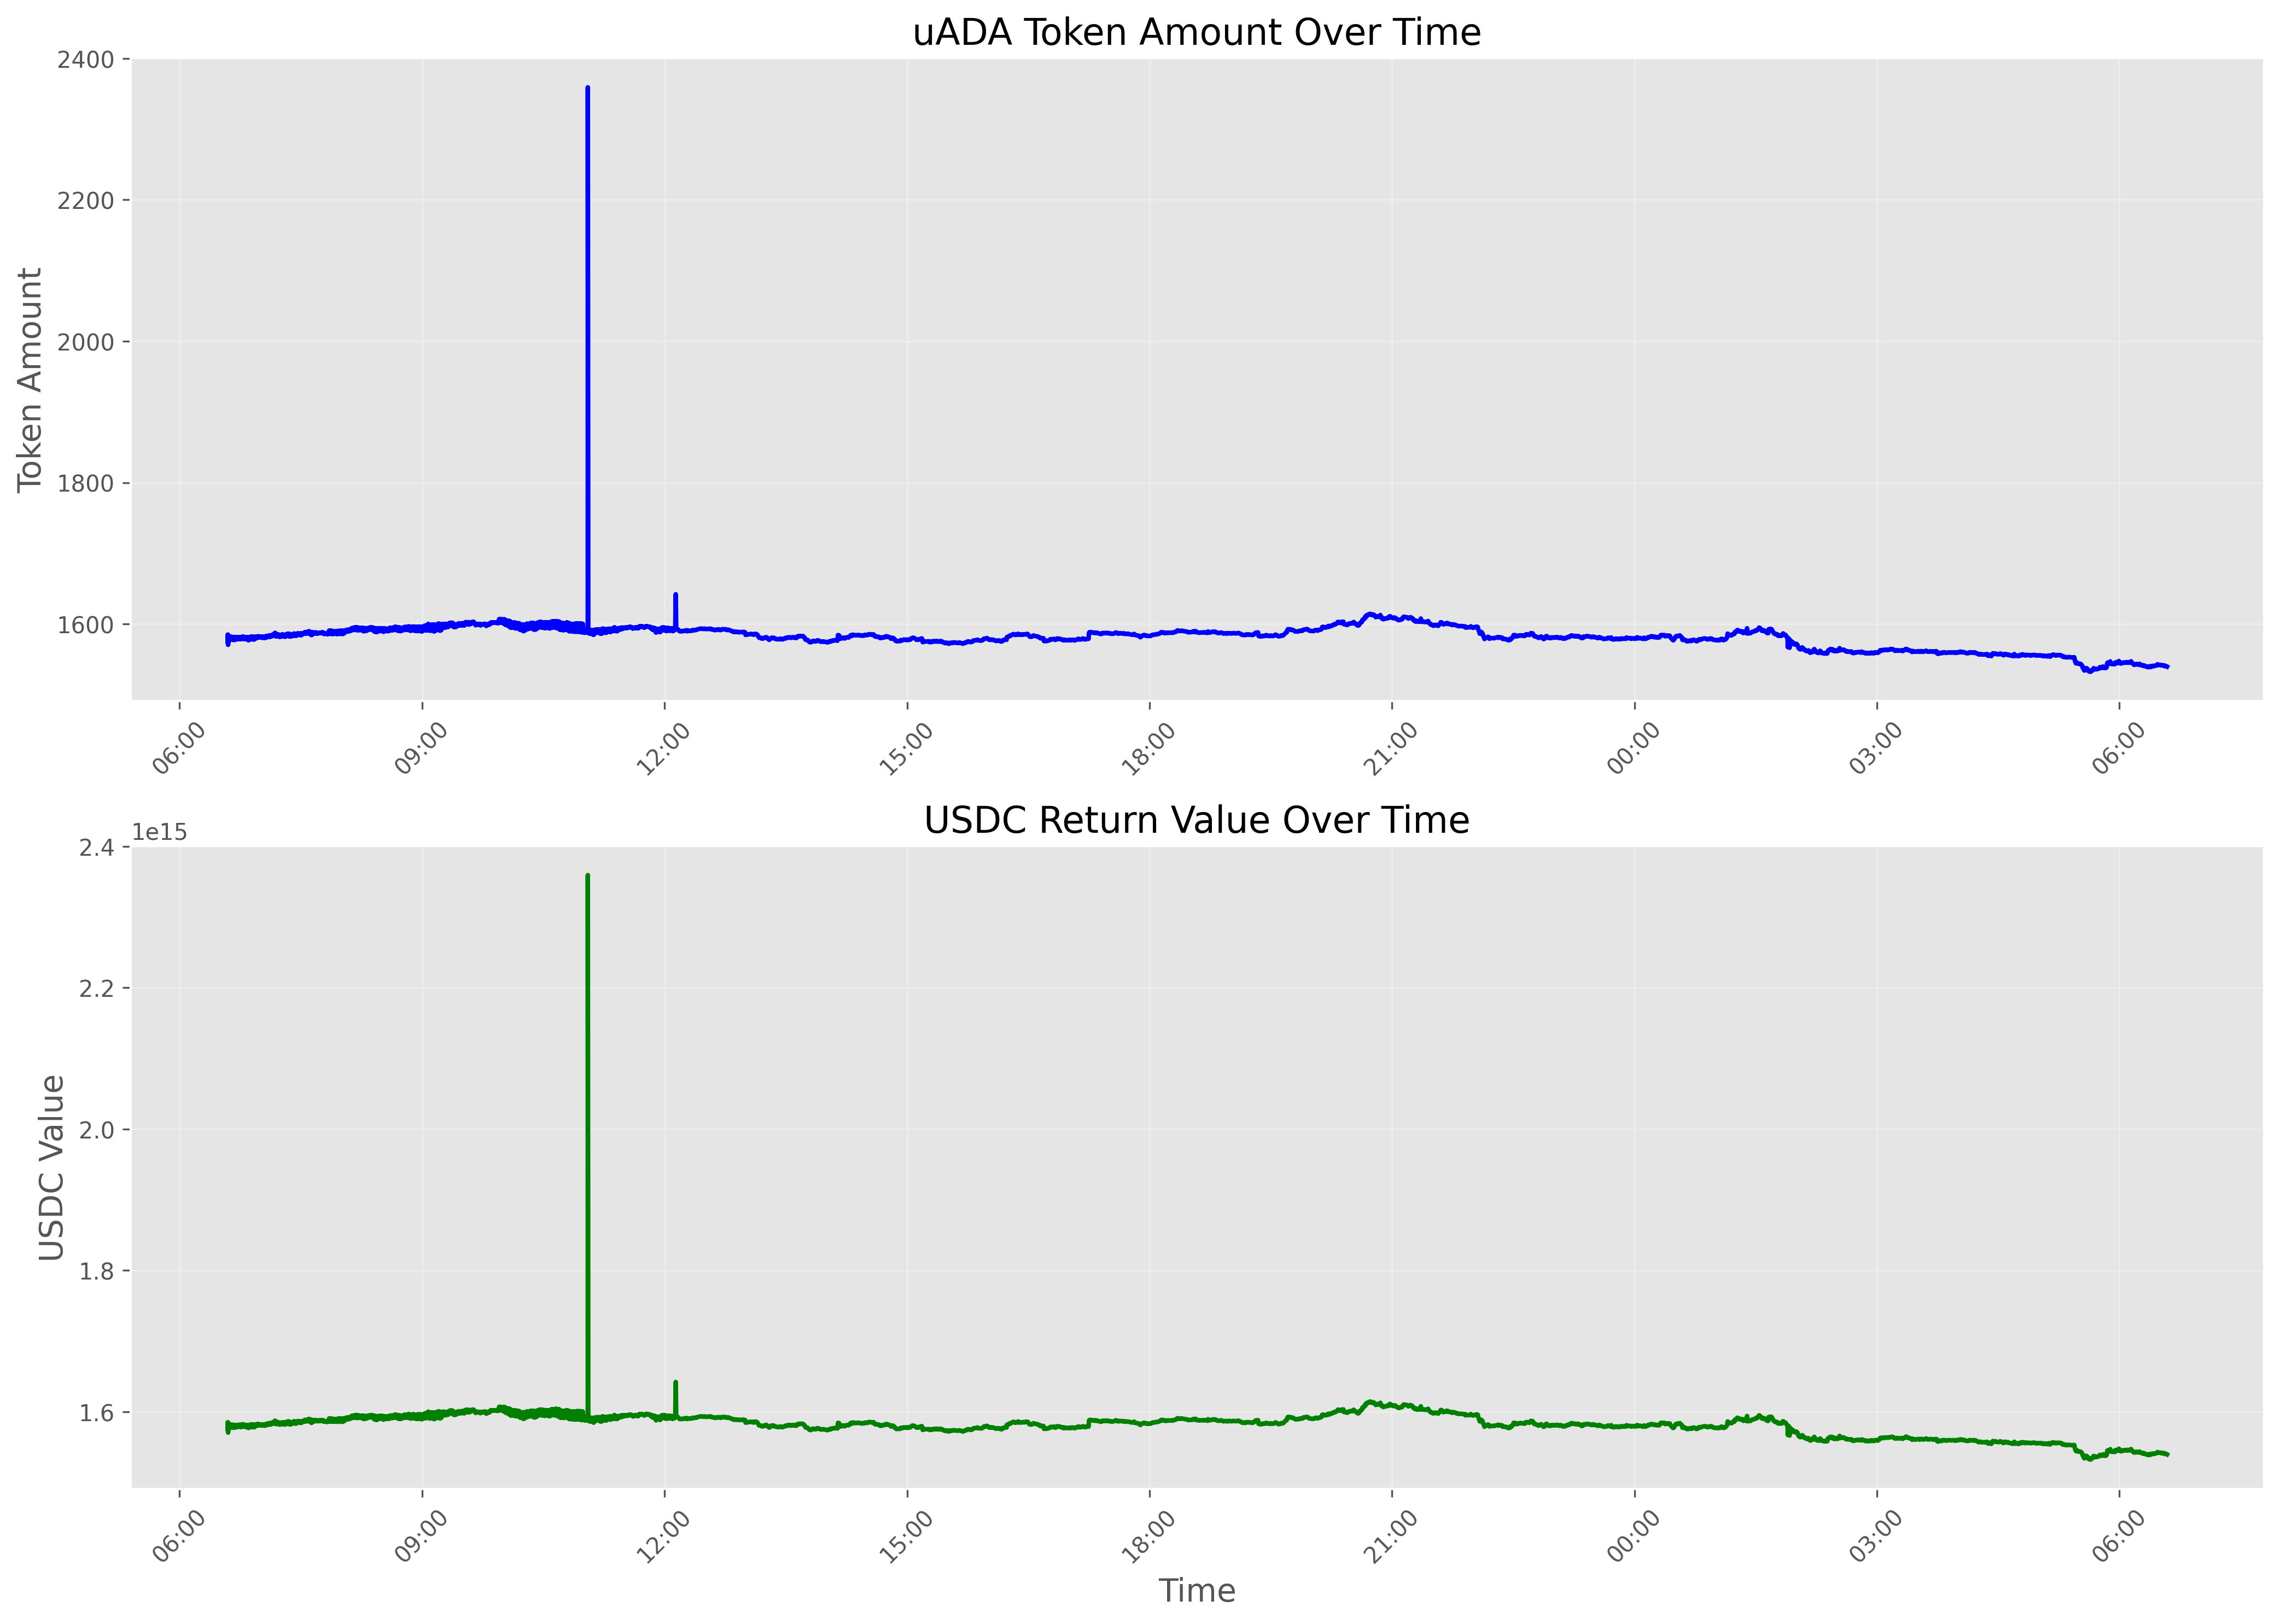 uADA Token Amount Over Time
2400
2200
2000
1800
1600
Token Amount
06:00 09:00 12:00 15:00 18:00 21:00 00:00 03:00 06:00
USDC Return Value Over Time
1e15
2.4
2.2
2.0
1.8
1.6
USDC Value
06:00 09:00 12:00 15:00 18:00 21:00 00:00 03:00 06:00
Time